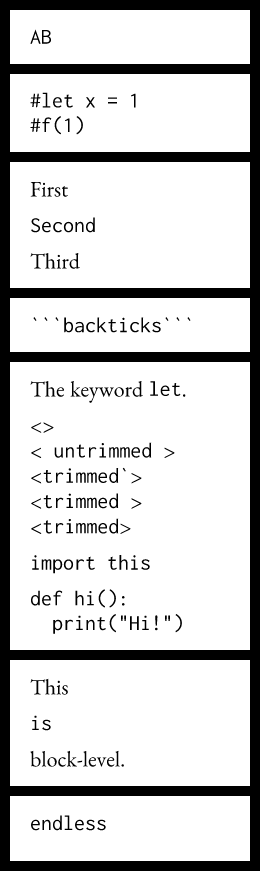 AB
#let x = 1
#f(1)
First
Second
Third
```backticks```
The keyword let.
<>
< untrimmed >
<trimmed`>
<trimmed >
<trimmed>
import this
def hi():
  print("Hi!")
This
is
block-level.
endless